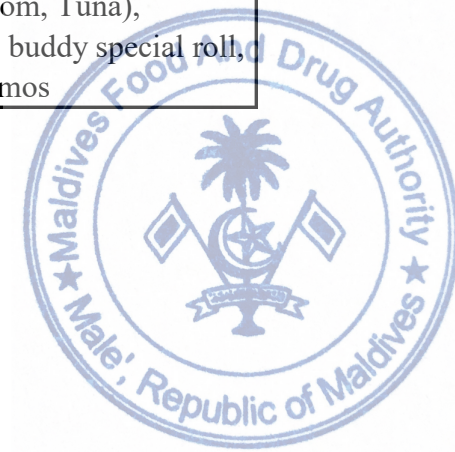 om, Tuna),
buddy special roll,
mos
Maldives Food And Drug Authority
★ Male', Republic of Maldives ★